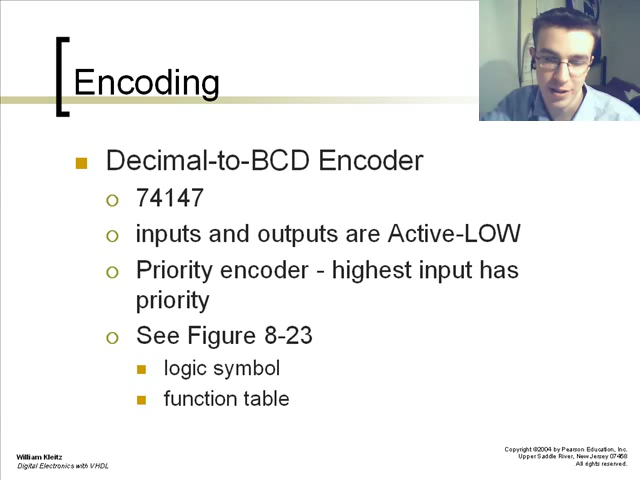 Encoding
Decimal-to-BCD Encoder
74147
inputs and outputs are Active-LOW
Priority encoder - highest input has
priority
See Figure 8-23
logic symbol
function table
William Kleitz
Digital Electronics with VHDL
Copyright ©2004 by Pearson Education, Inc.
Upper Saddle River, New Jersey 07458
All rights reserved.